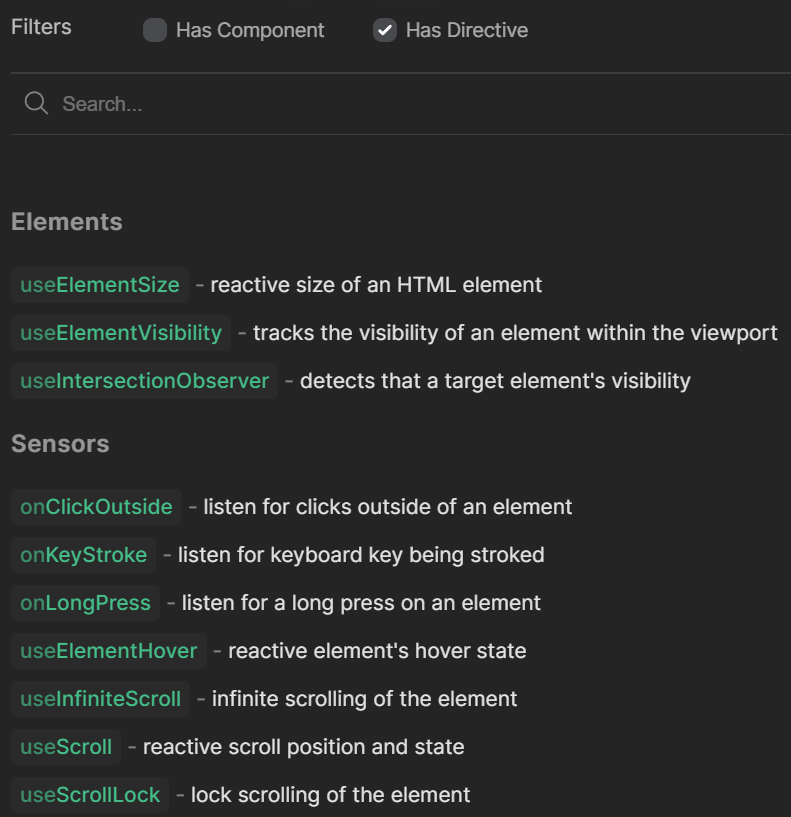 Filters Has Component Has Directive
Search...
Elements
useElementSize - reactive size of an HTML element
useElementVisibility - tracks the visibility of an element within the viewport
useIntersectionObserver - detects that a target element's visibility
Sensors
onClickOutside - listen for clicks outside of an element
onKeyStroke - listen for keyboard key being stroked
onLongPress - listen for a long press on an element
useElementHover - reactive element's hover state
useInfiniteScroll - infinite scrolling of the element
useScroll - reactive scroll position and state
useScrollLock - lock scrolling of the element